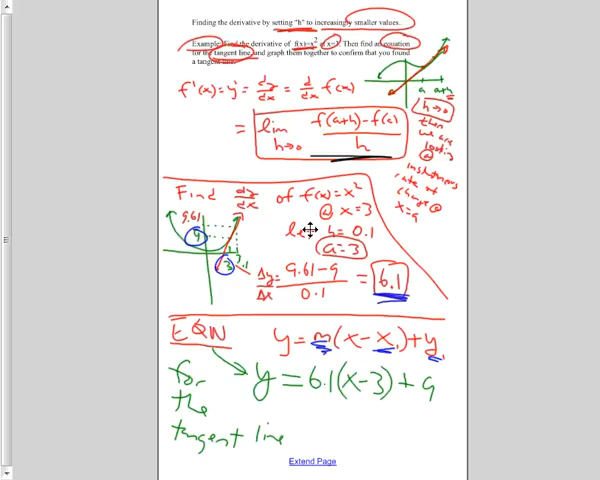 Finding the derivative by setting "h" to increasingly smaller values.
Example: Find the derivative of f(x)=x² @ x=3. Then find an equation
for the tangent line and graph them together to confirm that you found
a tangent line.
f'(x) = y' = dy/dx = d/dx f(x)
= lim h→0 f(a+h) - f(a) / h
a a+h
h→0
then
we are
looking
@
instantaneous
rate of
change @
x=a
Find dy/dx of f(x) = x²
@ x=3
let h = 0.1
a = 3
9.61
9
3
3.1
Δy/Δx = 9.61 - 9 / 0.1 = 6.1
EQN y = m(x - x₁) + y₁
y = 6.1(x - 3) + 9
for
the
tangent line
Extend Page